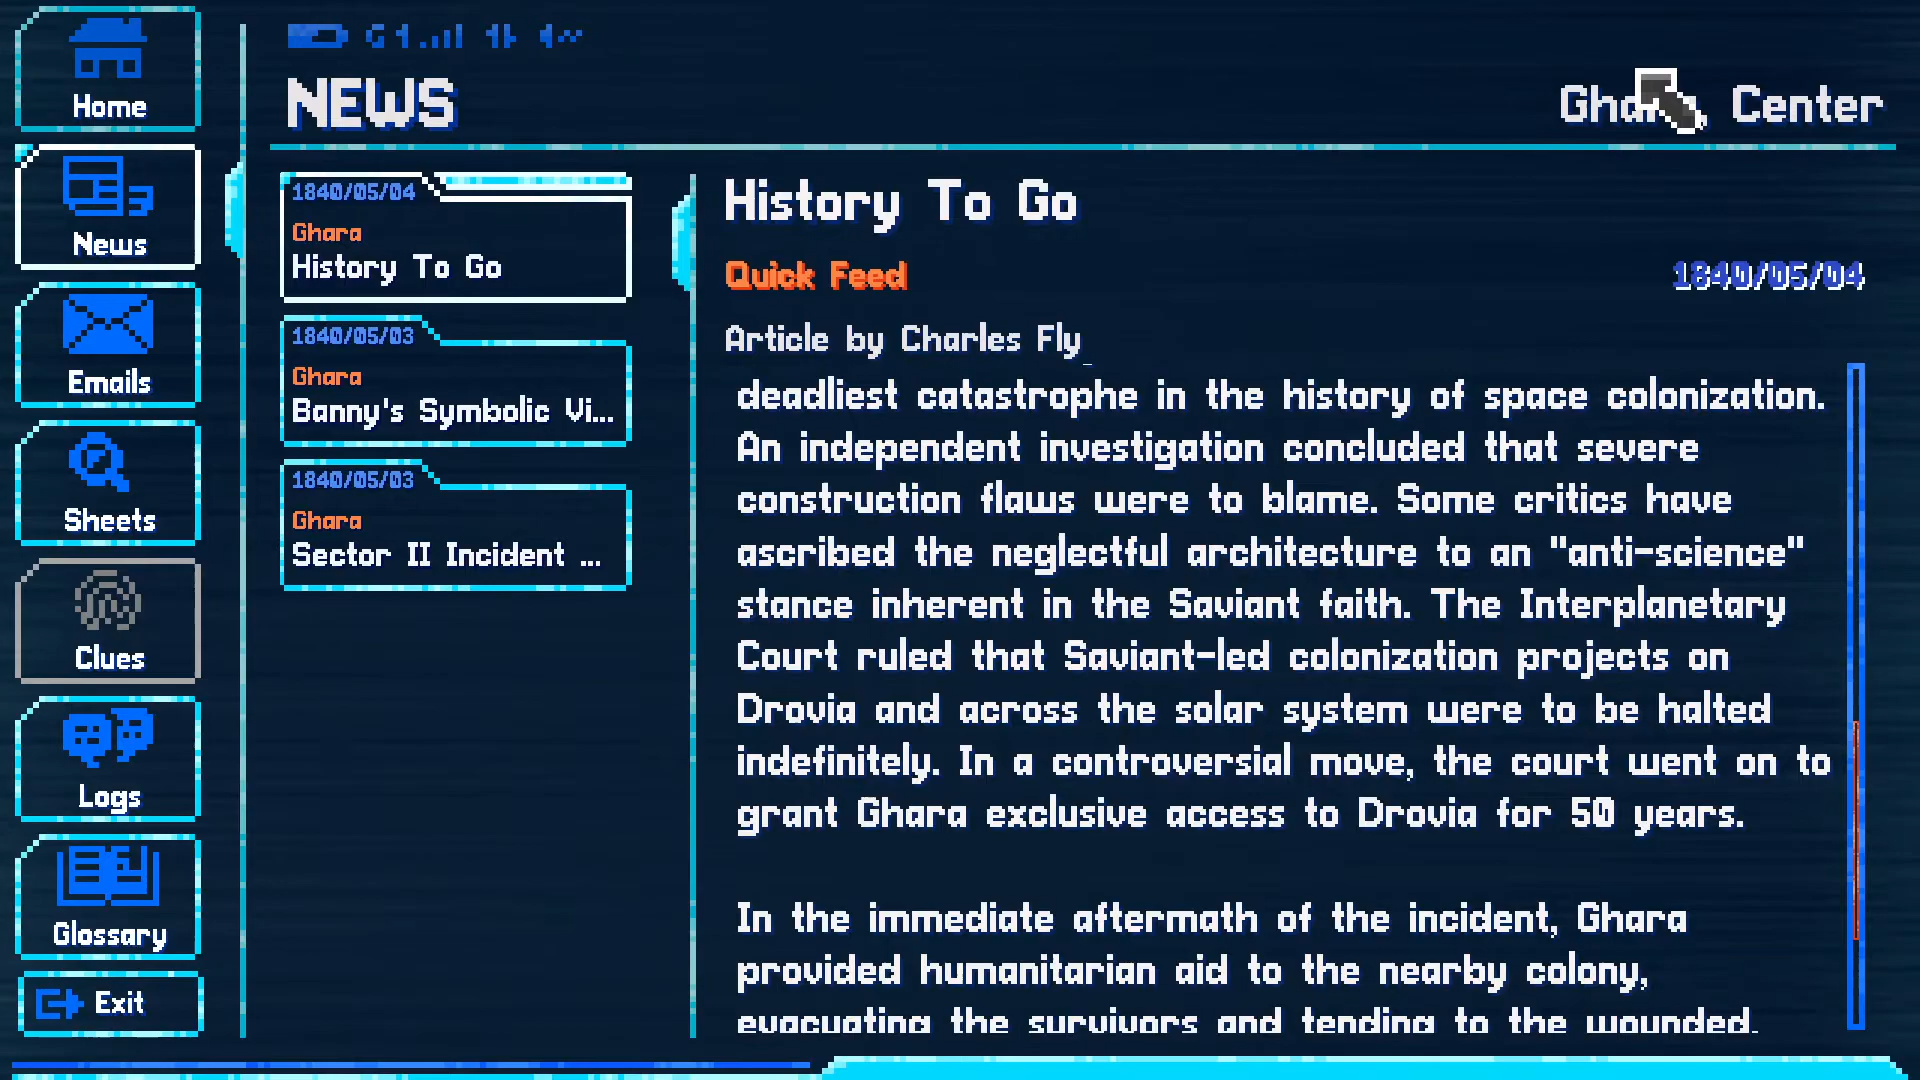 Home
News
Emails
Sheets
Clues
Logs
Glossary
Exit
NEWS
Center
1840/05/04
Ghara
History To Go
1840/05/03
Ghara
Banny's Symbolic Vi...
1840/05/03
Ghara
Sector II Incident ...
History To Go
Quick Feed
1840/05/04
Article by Charles Fly
deadliest catastrophe in the history of space colonization.
An independent investigation concluded that severe
construction flaws were to blame. Some critics have
ascribed the neglectful architecture to an "anti-science"
stance inherent in the Saviant faith. The Interplanetary
Court ruled that Saviant-led colonization projects on
Drovia and across the solar system were to be halted
indefinitely. In a controversial move, the court went on to
grant Ghara exclusive access to Drovia for 50 years.
In the immediate aftermath of the incident, Ghara
provided humanitarian aid to the nearby colony,
evacuating the survivors and tending to the wounded.